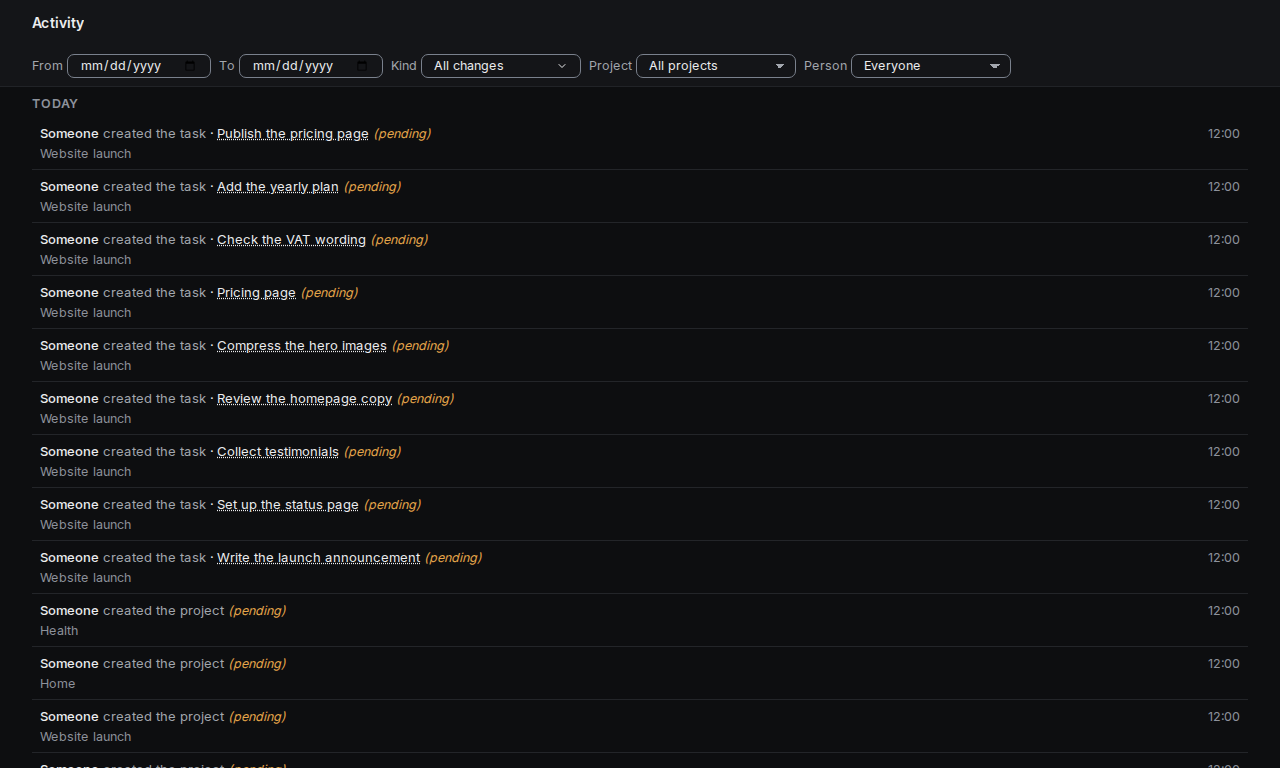 Activity
From mm/dd/yyyy To mm/dd/yyyy Kind All changes Project All projects Person Everyone
TODAY
Someone created the task · Publish the pricing page (pending) 12:00
Website launch
Someone created the task · Add the yearly plan (pending) 12:00
Website launch
Someone created the task · Check the VAT wording (pending) 12:00
Website launch
Someone created the task · Pricing page (pending) 12:00
Website launch
Someone created the task · Compress the hero images (pending) 12:00
Website launch
Someone created the task · Review the homepage copy (pending) 12:00
Website launch
Someone created the task · Collect testimonials (pending) 12:00
Website launch
Someone created the task · Set up the status page (pending) 12:00
Website launch
Someone created the task · Write the launch announcement (pending) 12:00
Website launch
Someone created the project (pending) 12:00
Health
Someone created the project (pending) 12:00
Home
Someone created the project (pending) 12:00
Website launch
Someone created the project (pending) 12:00